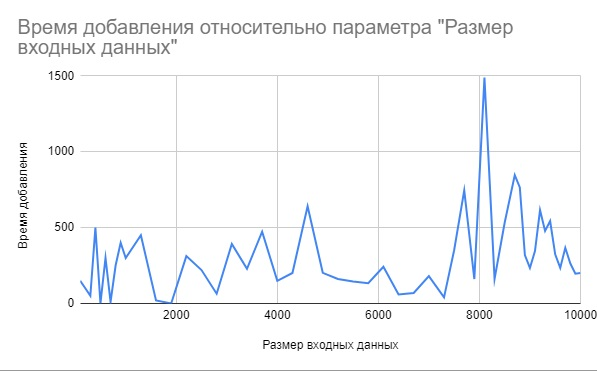 Время добавления относительно параметра "Размер
входных данных"
1500
1000
500
0
Время добавления
2000
4000
6000
8000
10000
Размер входных данных